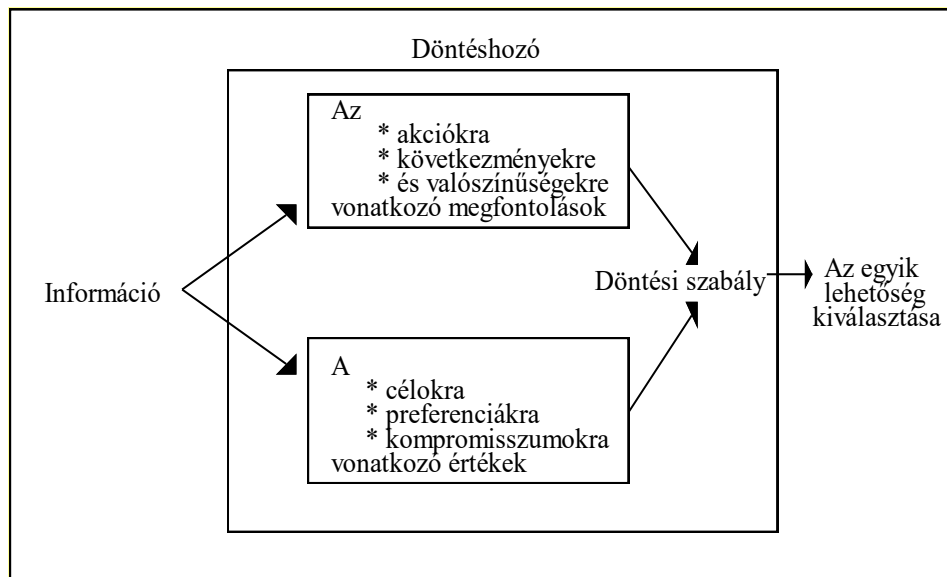 Döntéshozó
Az
* akciókra
* következményekre
* és valószínűségekre
vonatkozó megfontolások
Információ
Döntési szabály
Az egyik
lehetőség
kiválasztása
A
* célokra
* preferenciákra
* kompromisszumokra
vonatkozó értékek